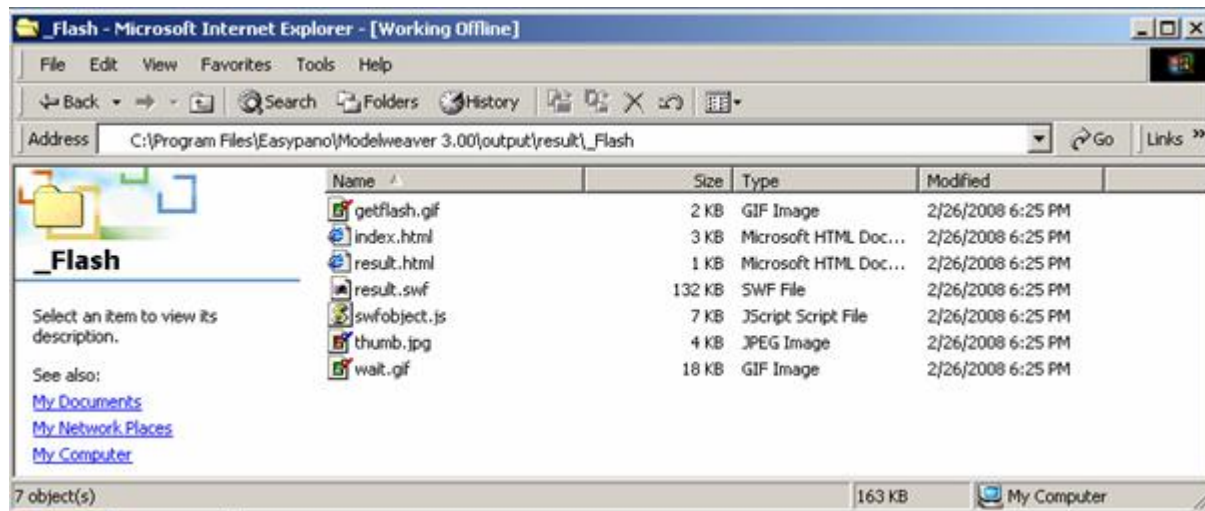 _Flash - Microsoft Internet Explorer - [Working Offline]
File Edit View Favorites Tools Help
Back Search Folders History
Address C:\Program Files\Easypano\Modelweaver 3.00\output\result\_Flash Go Links »
Name Size Type Modified
getflash.gif 2 KB GIF Image 2/26/2008 6:25 PM
index.html 3 KB Microsoft HTML Doc... 2/26/2008 6:25 PM
result.html 1 KB Microsoft HTML Doc... 2/26/2008 6:25 PM
result.swf 132 KB SWF File 2/26/2008 6:25 PM
swfobject.js 7 KB JScript Script File 2/26/2008 6:25 PM
thumb.jpg 4 KB JPEG Image 2/26/2008 6:25 PM
wait.gif 18 KB GIF Image 2/26/2008 6:25 PM
_Flash
Select an item to view its
description.
See also:
My Documents
My Network Places
My Computer
7 object(s) 163 KB My Computer